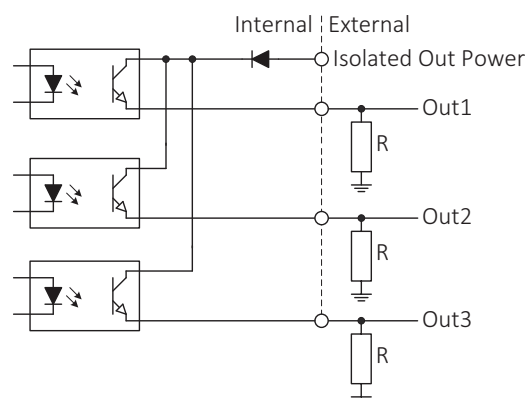 Internal External
Isolated Out Power
Out1
R
Out2
R
Out3
R